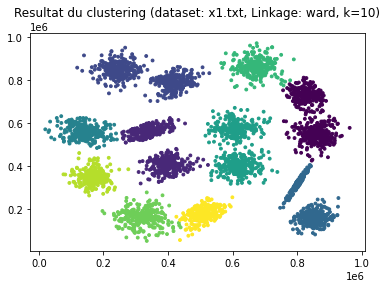 Resultat du clustering (dataset: x1.txt, Linkage: ward, k=10)
1e6
1.0
0.8
0.6
0.4
0.2
0.0 0.2 0.4 0.6 0.8 1.0
1e6